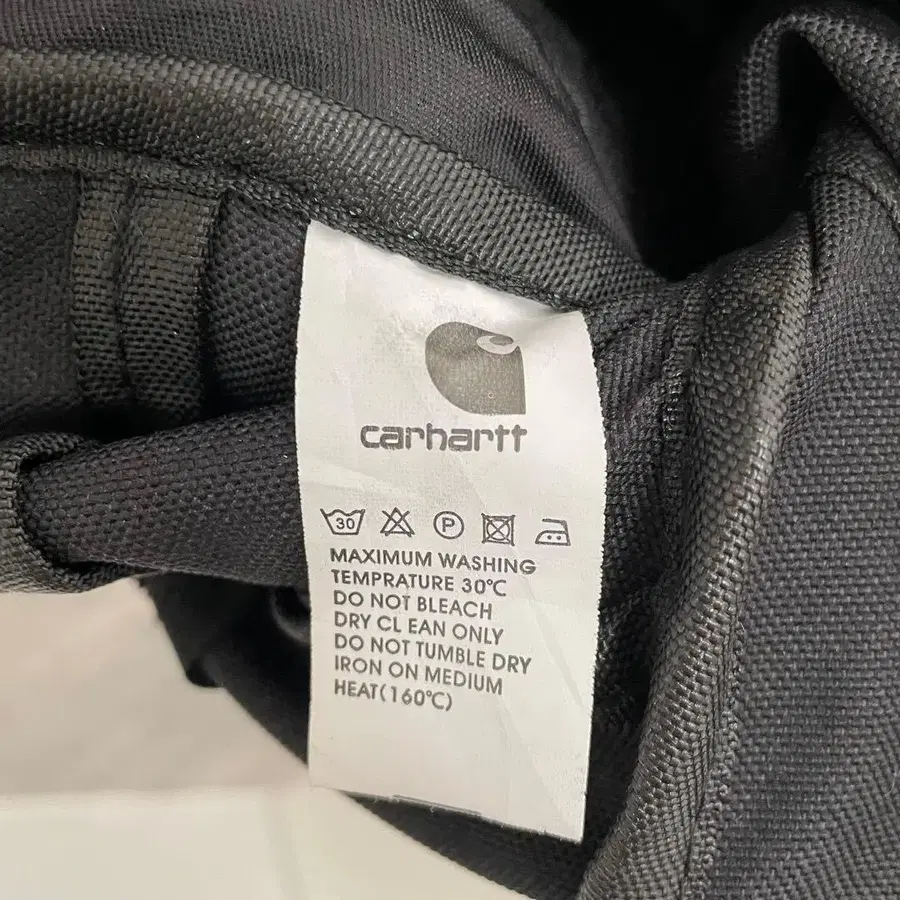 carhartt
30 P
MAXIMUM WASHING
TEMPRATURE 30℃
DO NOT BLEACH
DRY CL EAN ONLY
DO NOT TUMBLE DRY
IRON ON MEDIUM
HEAT(160℃)